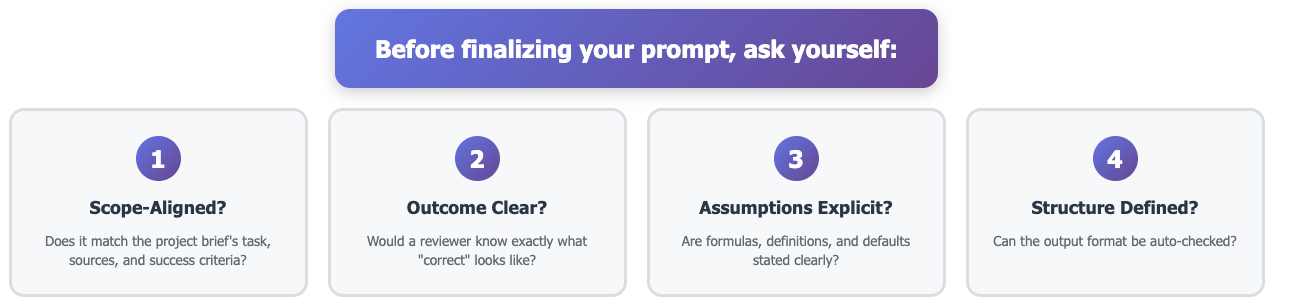 Before finalizing your prompt, ask yourself:
1
Scope-Aligned?
Does it match the project brief's task,
sources, and success criteria?
2
Outcome Clear?
Would a reviewer know exactly what
"correct" looks like?
3
Assumptions Explicit?
Are formulas, definitions, and defaults
stated clearly?
4
Structure Defined?
Can the output format be auto-checked?